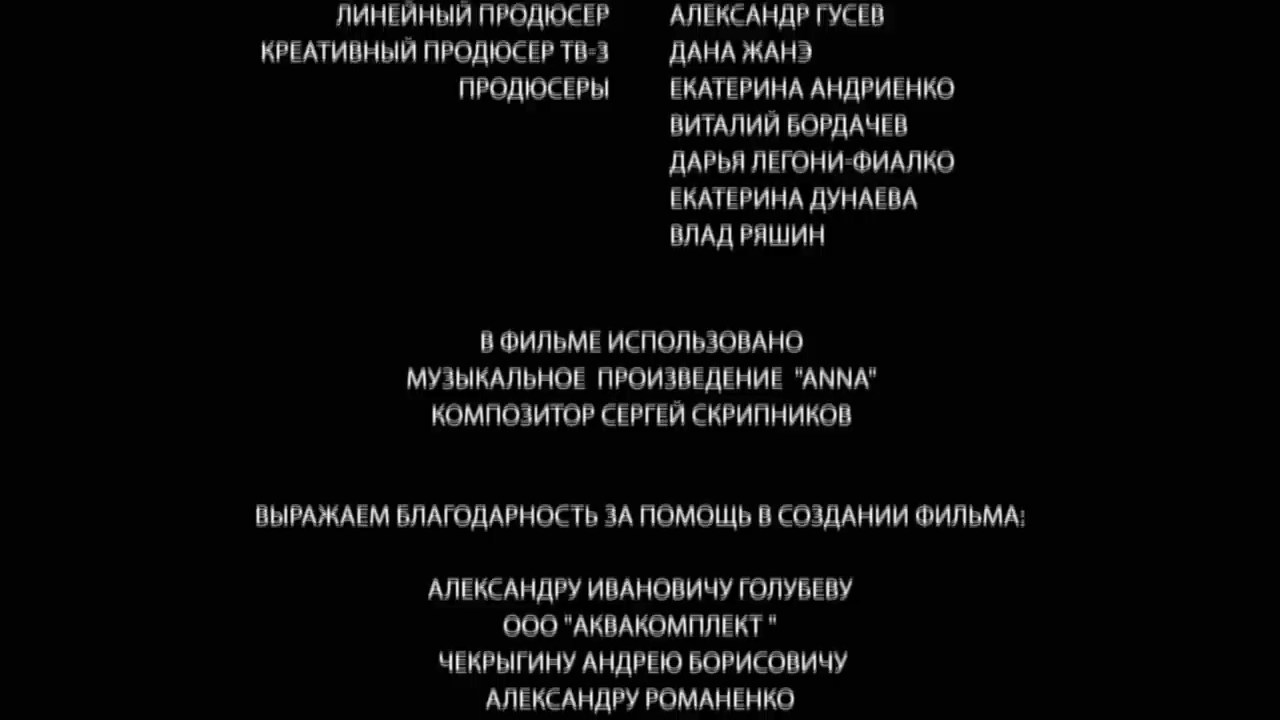 ЛИНЕЙНЫЙ ПРОДЮСЕР АЛЕКСАНДР ГУСЕВ
КРЕАТИВНЫЙ ПРОДЮСЕР ТВ-3 ДАНА ЖАНЭ
ПРОДЮСЕРЫ ЕКАТЕРИНА АНДРИЕНКО
ВИТАЛИЙ БОРДАЧЕВ
ДАРЬЯ ЛЕГОНИ-ФИАЛКО
ЕКАТЕРИНА ДУНАЕВА
ВЛАД РЯШИН
В ФИЛЬМЕ ИСПОЛЬЗОВАНО
МУЗЫКАЛЬНОЕ ПРОИЗВЕДЕНИЕ "ANNA"
КОМПОЗИТОР СЕРГЕЙ СКРИПНИКОВ
ВЫРАЖАЕМ БЛАГОДАРНОСТЬ ЗА ПОМОЩЬ В СОЗДАНИИ ФИЛЬМА:
АЛЕКСАНДРУ ИВАНОВИЧУ ГОЛУБЕВУ
ООО "АКВАКОМПЛЕКТ "
ЧЕКРЫГИНУ АНДРЕЮ БОРИСОВИЧУ
АЛЕКСАНДРУ РОМАНЕНКО